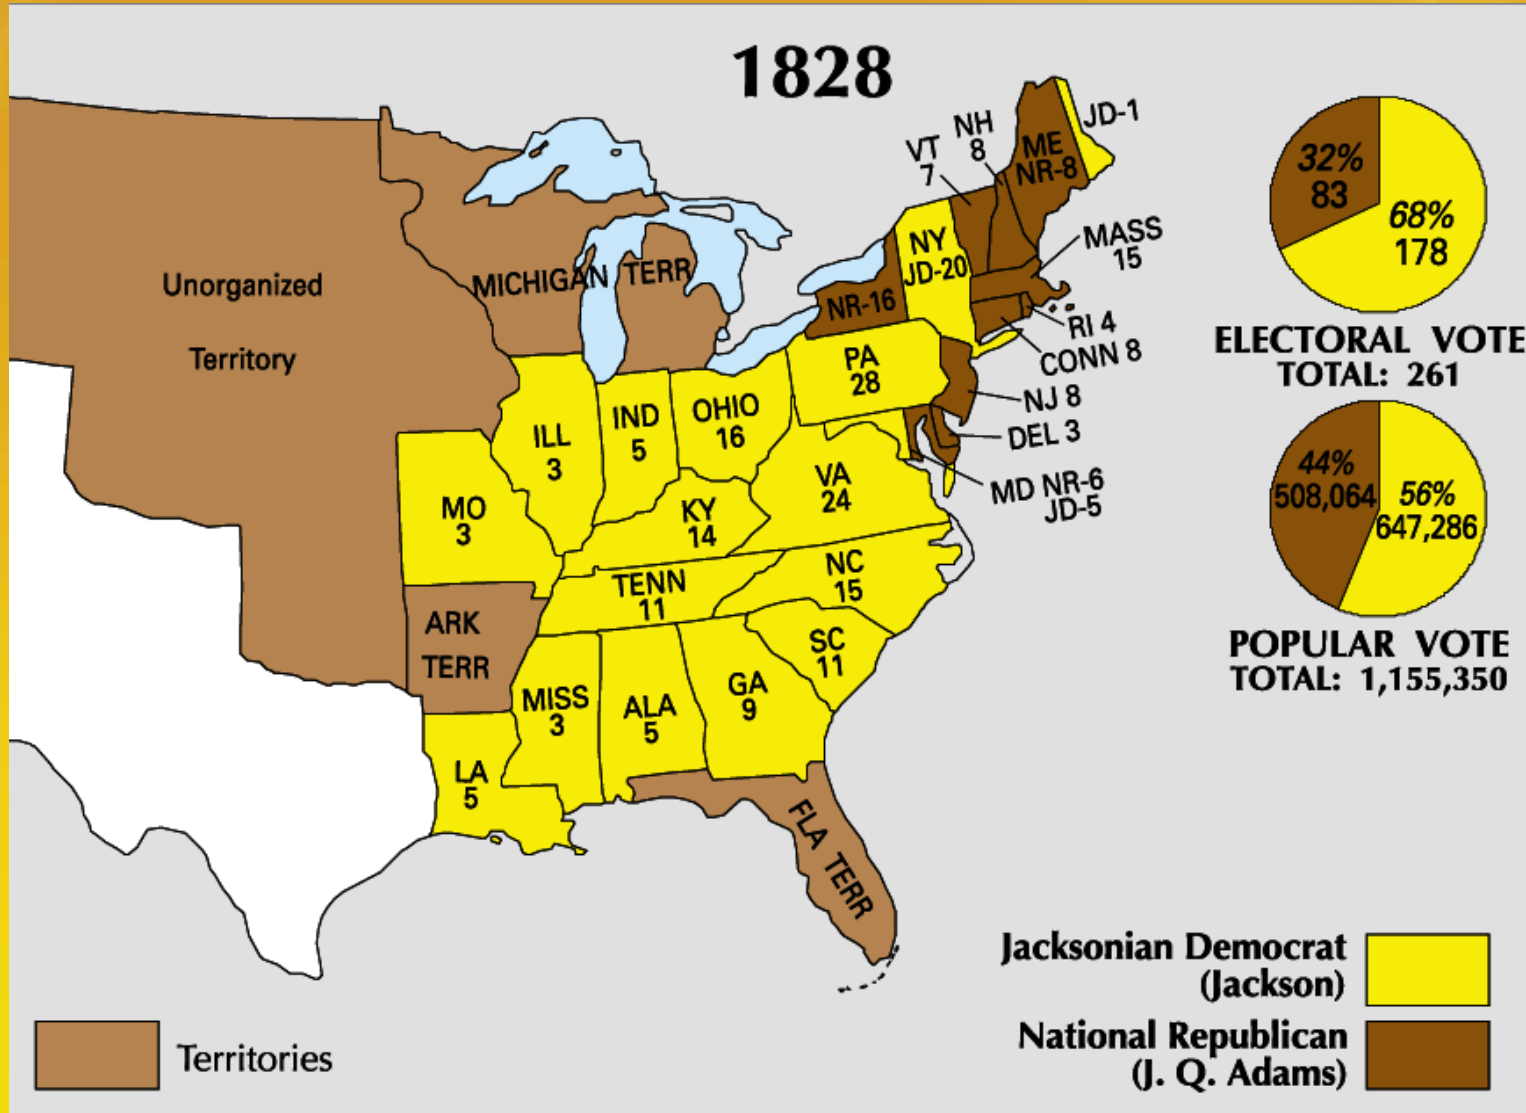 1828
JD-1
NH
8
VT
7
ME
NR-8
MASS
15
NY
JD-20
NR-16
RI 4
CONN 8
NJ 8
DEL 3
MD NR-6
JD-5
PA
28
Unorganized
Territory
MICHIGAN TERR
ILL
3
IND
5
OHIO
16
MO
3
KY
14
VA
24
TENN
11
NC
15
ARK
TERR
SC
11
MISS
3
ALA
5
GA
9
LA
5
FLA TERR
32%
83
68%
178
ELECTORAL VOTE
TOTAL: 261
44%
508,064
56%
647,286
POPULAR VOTE
TOTAL: 1,155,350
Jacksonian Democrat
(Jackson)
National Republican
(J. Q. Adams)
Territories